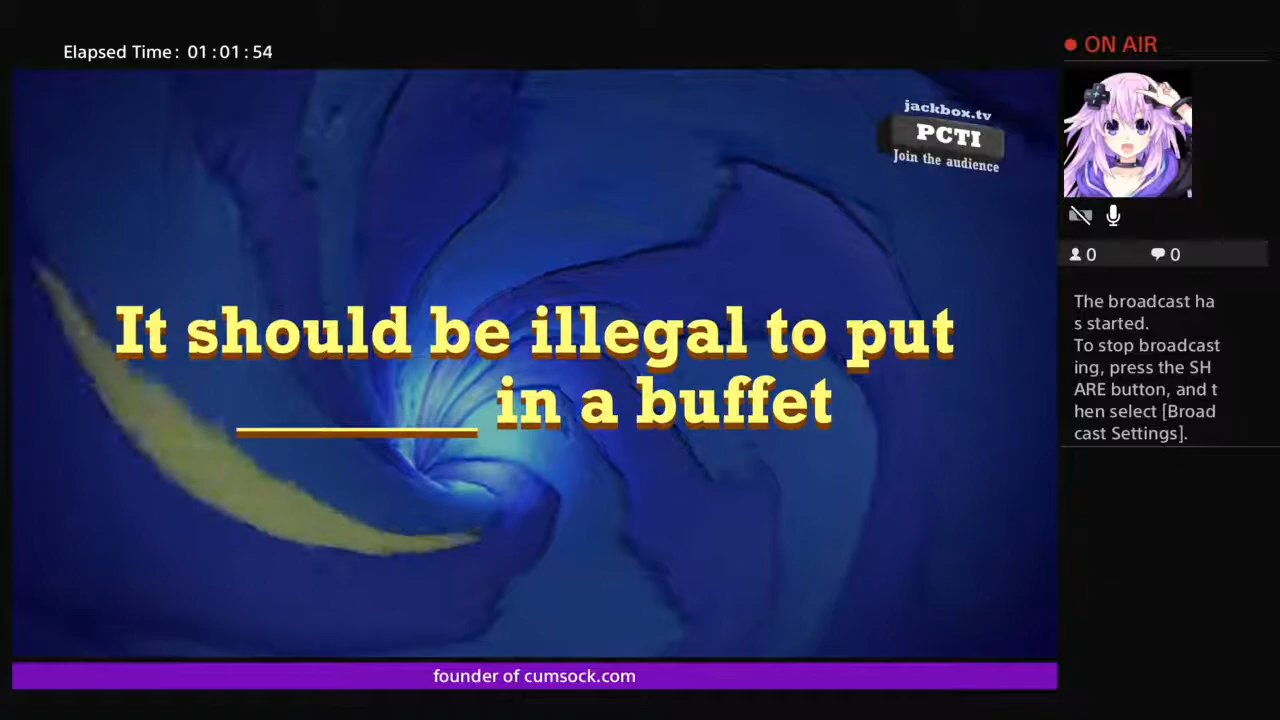 Elapsed Time: 01:01:54
ON AIR
jackbox.tv
PCTI
Join the audience
0
0
The broadcast ha
s started.
To stop broadcast
ing, press the SH
ARE button, and t
hen select [Broad
cast Settings].
It should be illegal to put
________ in a buffet
founder of cumsock.com